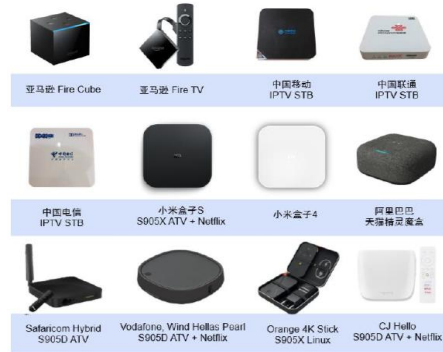 亚马逊 Fire Cube
亚马逊 Fire TV
中国移动
IPTV STB
中国联通
IPTV STB
中国电信
IPTV STB
小米盒子S
S905X ATV + Netflix
小米盒子4
阿里巴巴
天猫精灵魔盒
Safaricom Hybrid
S905D ATV
Vodafone, Wind Hellas Pearl
S905D ATV + Netflix
Orange 4K Stick
S905X Linux
CJ Hello
S905D ATV + Netflix